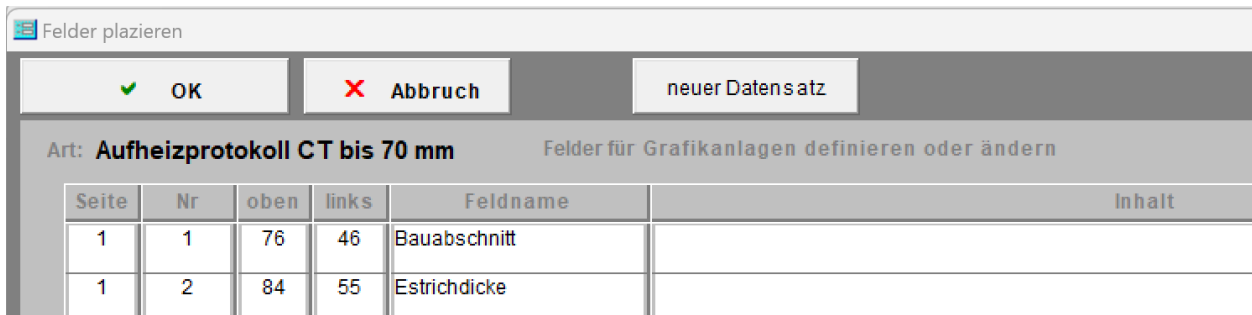 Felder plazieren
OK Abbruch neuer Datensatz
Art: Aufheizprotokoll CT bis 70 mm Felder für Grafikanlagen definieren oder ändern
Seite Nr oben links Feldname Inhalt
1 1 76 46 Bauabschnitt
1 2 84 55 Estrichdicke